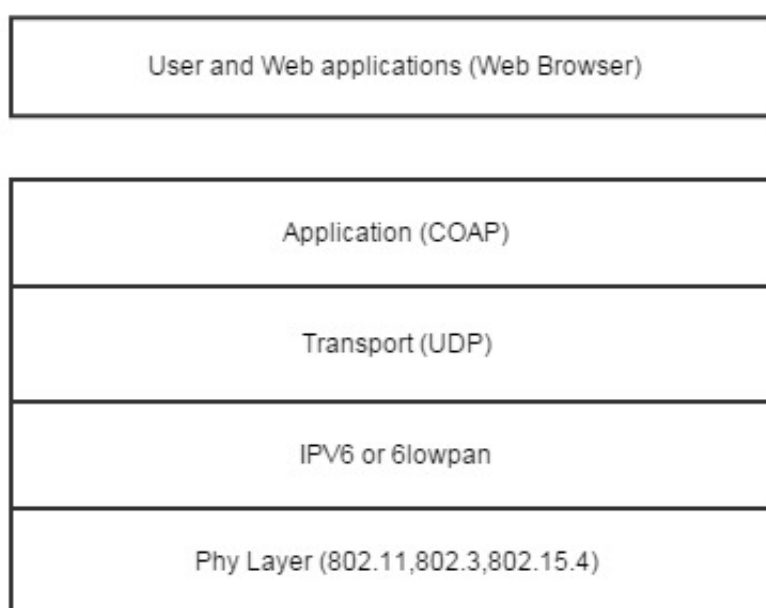 User and Web applications (Web Browser)
Application (COAP)
Transport (UDP)
IPV6 or 6lowpan
Phy Layer (802.11,802.3,802.15.4)